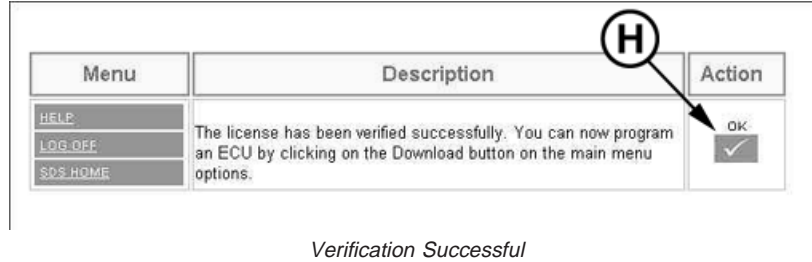 H
Menu Description Action
HELP
LOG OFF
SDS HOME
The license has been verified successfully. You can now program
an ECU by clicking on the Download button on the main menu
options.
OK
Verification Successful